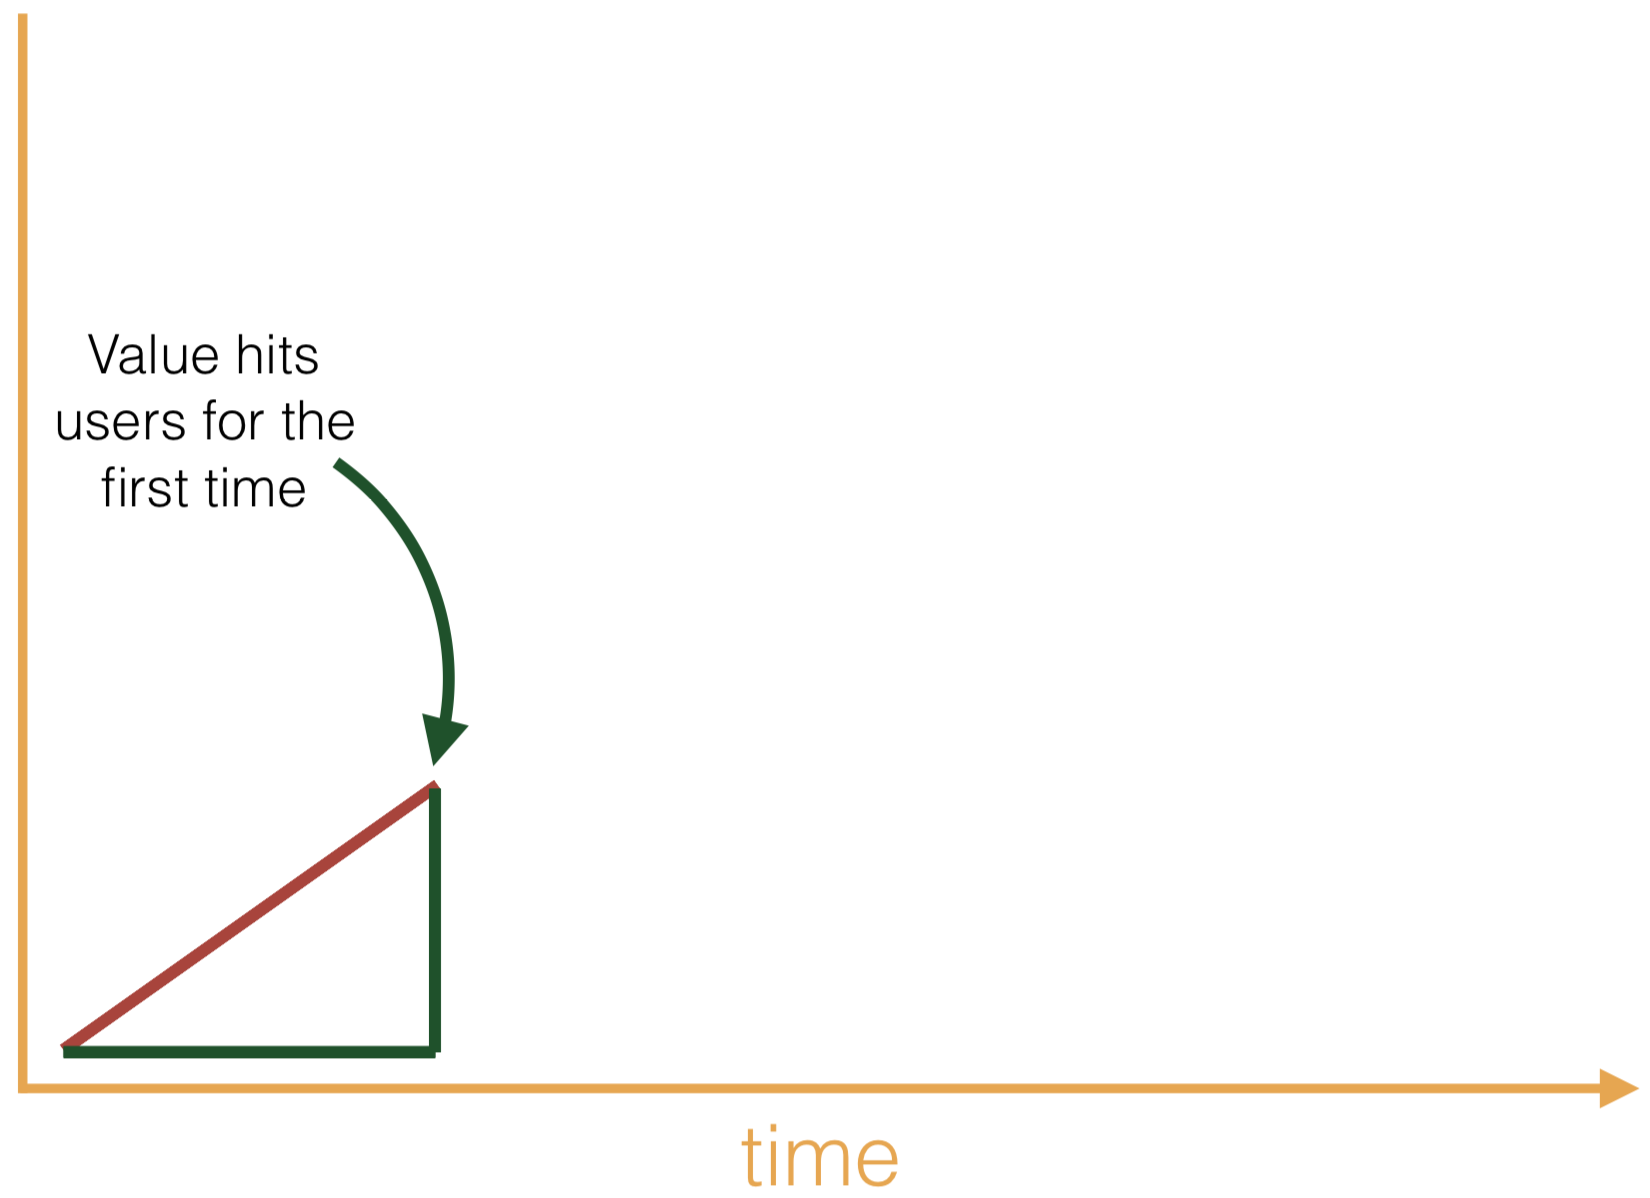 Value hits
users for the
first time
time